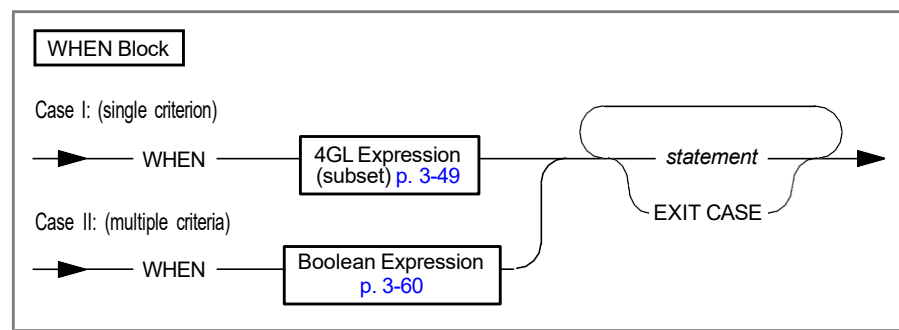 WHEN Block
Case I: (single criterion)
WHEN
4GL Expression
(subset) p. 3-49
statement
EXIT CASE
Case II: (multiple criteria)
WHEN
Boolean Expression
p. 3-60